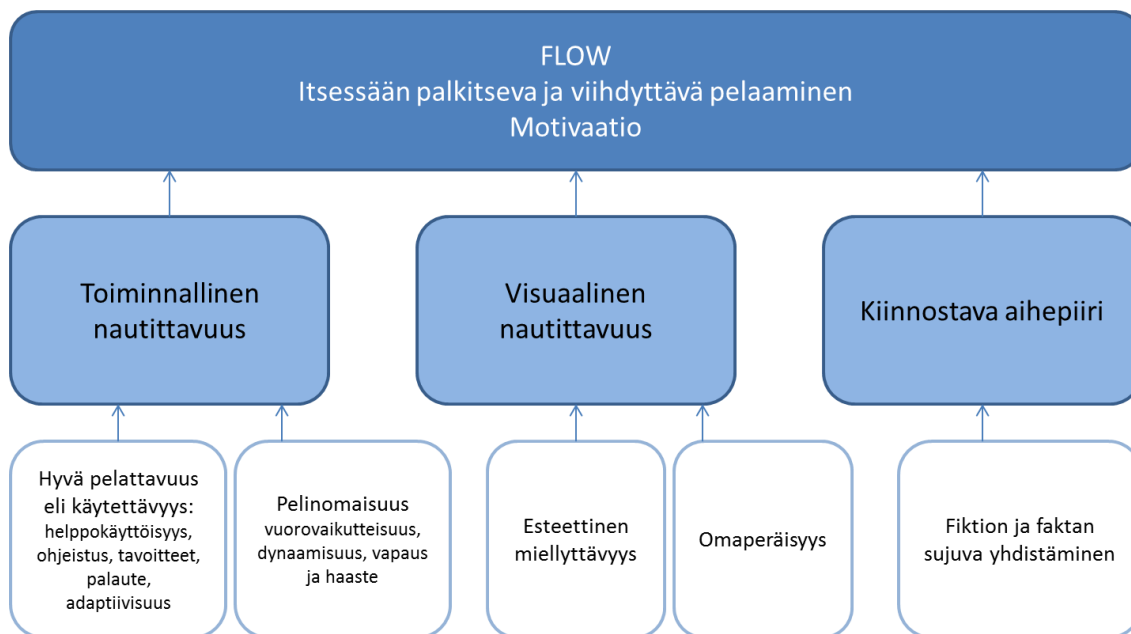 FLOW
Itsessään palkitseva ja viihdyttävä pelaaminen
Motivaatio
Toiminnallinen
nautittavuus
Visuaalinen
nautittavuus
Kiinnostava aihepiiri
Hyvä pelattavuus
eli käytettävyys:
helppokäyttöisyys,
ohjeistus, tavoitteet,
palaute,
adaptiivisuus
Pelinomaisuus
vuorovaikutteisuus,
dynaamisuus, vapaus
ja haaste
Esteettinen
miellyttävyys
Omaperäisyys
Fiktion ja faktan
sujuva yhdistäminen